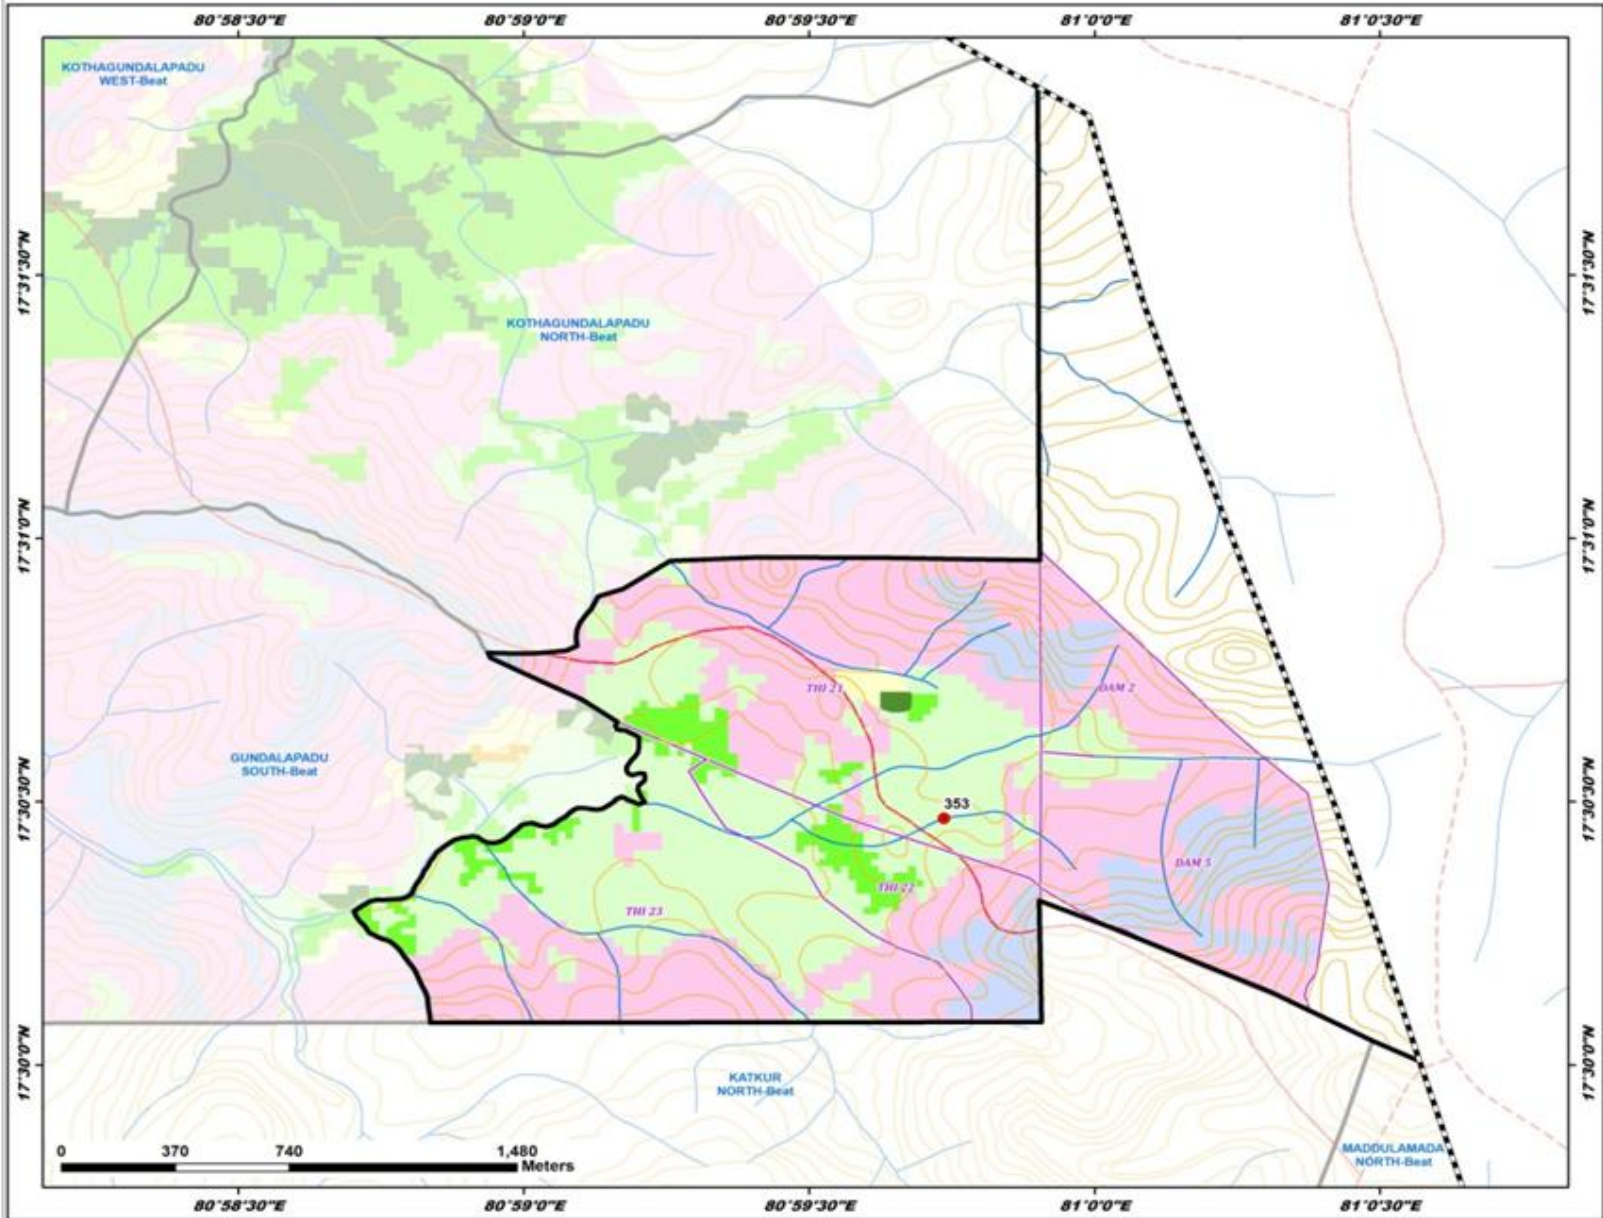 80°58'30"E 80°59'0"E 80°59'30"E 81°0'0"E 81°0'30"E
KOTHAGUNDALAPADU
WEST-Beat
17°31'30"N 17°31'30"N
KOTHAGUNDALAPADU
NORTH-Beat
17°31'0"N 17°31'0"N
THI 21
DAM 2
GUNDALAPADU
SOUTH-Beat
17°30'30"N 17°30'30"N
353
DAM 5
THI 22
THI 23
17°30'0"N 17°30'0"N
KATKUR
NORTH-Beat
MADDULAMADA
NORTH-Beat
0 370 740 1,480
Meters
80°58'30"E 80°59'0"E 80°59'30"E 81°0'0"E 81°0'30"E